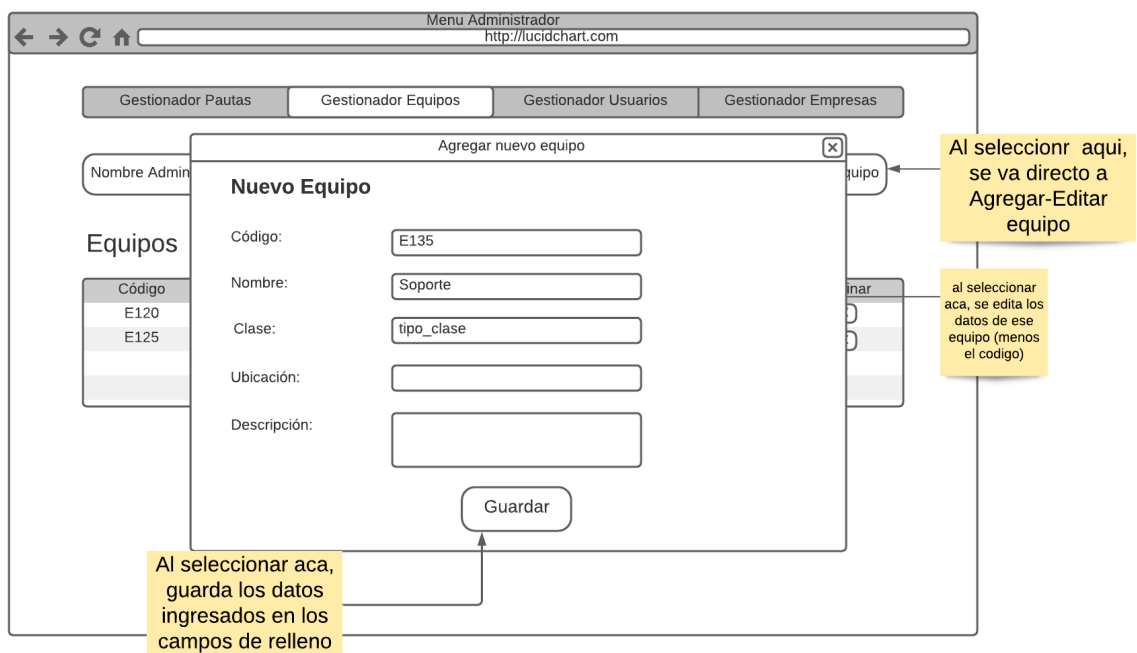 Menu Administrador
http://lucidchart.com
Gestionador Pautas
Gestionador Equipos
Gestionador Usuarios
Gestionador Empresas
Agregar nuevo equipo
Nombre Admin
quipo
Al seleccionr aqui,
se va directo a
Agregar-Editar
equipo
Nuevo Equipo
Código:
E135
Equipos
Nombre:
Soporte
Código
inar
E120
E125
al seleccionar
aca, se edita los
datos de ese
equipo (menos
el codigo)
Clase:
tipo_clase
Ubicación:
Descripción:
Guardar
Al seleccionar aca,
guarda los datos
ingresados en los
campos de relleno